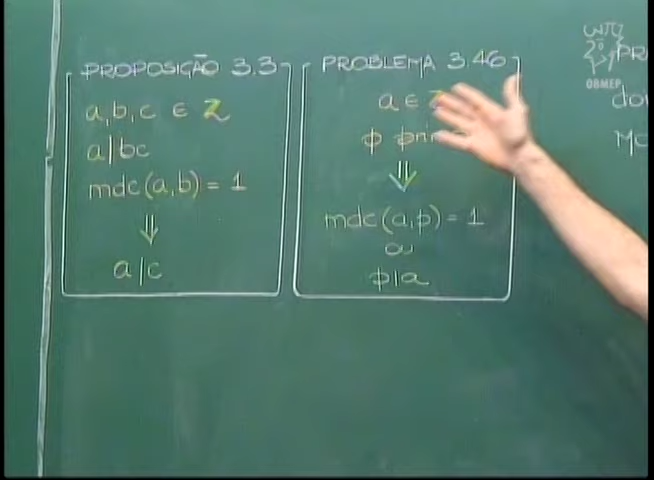 PROPOSIÇÃO 3.3
a,b,c ∈ Z
a|bc
mdc(a,b) = 1
⇓
a|c
PROBLEMA 3.46
a ∈
p
⇓
mdc(a,p) = 1
ou
p|a
OBMEP